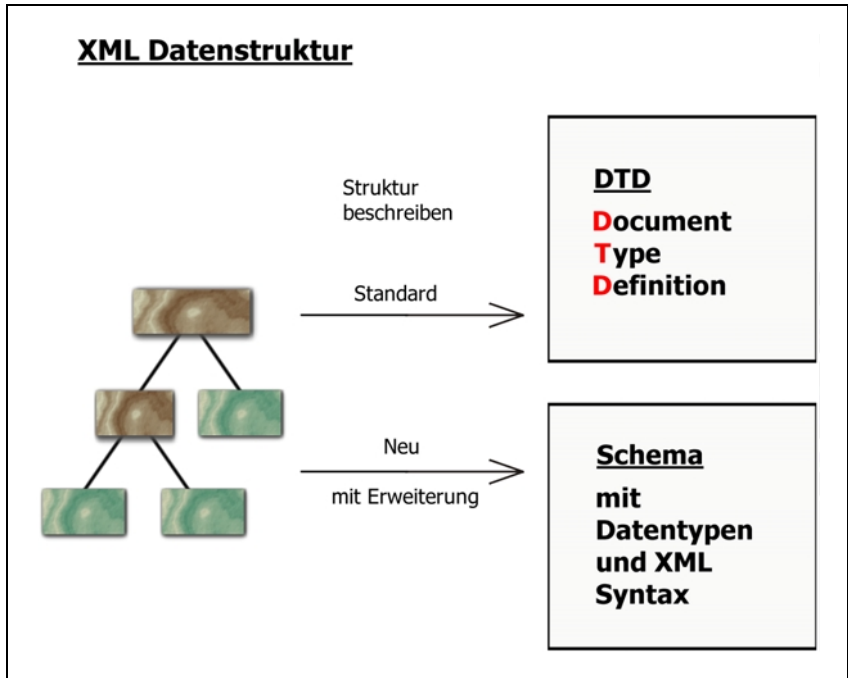 XML Datenstruktur
Struktur
beschreiben
Standard
DTD
Document
Type
Definition
Neu
mit Erweiterung
Schema
mit
Datentypen
und XML
Syntax